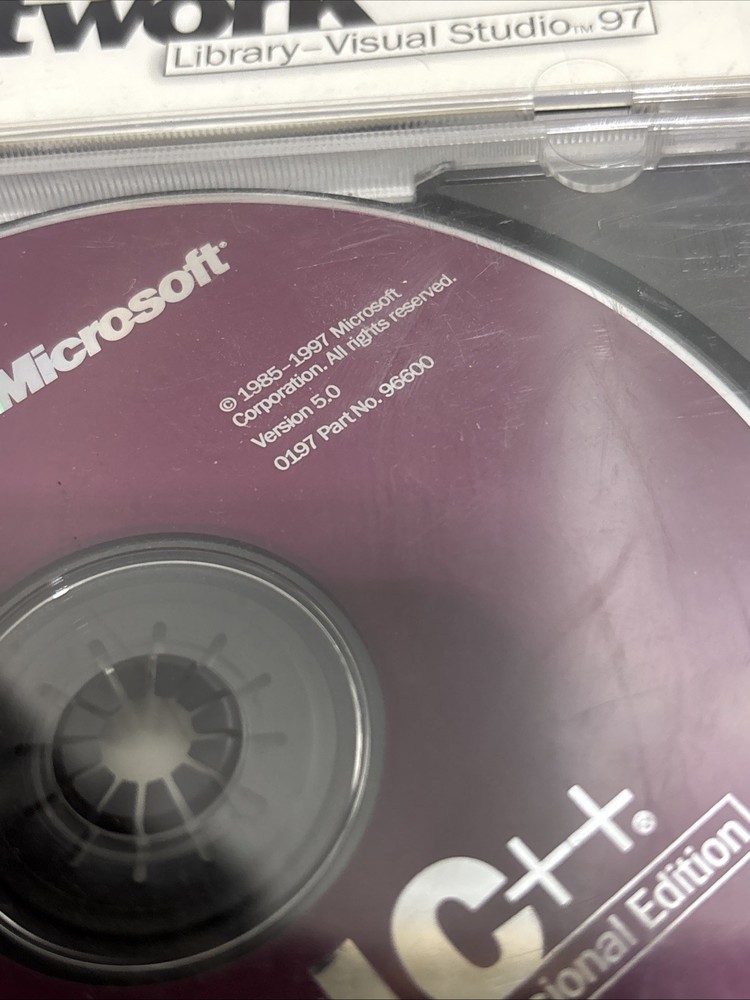 twork
Library–Visual Studio™ 97
Microsoft®
© 1985–1997 Microsoft
Corporation. All rights reserved.
Version 5.0
0197 Part No. 96600
C++®
sional Edition